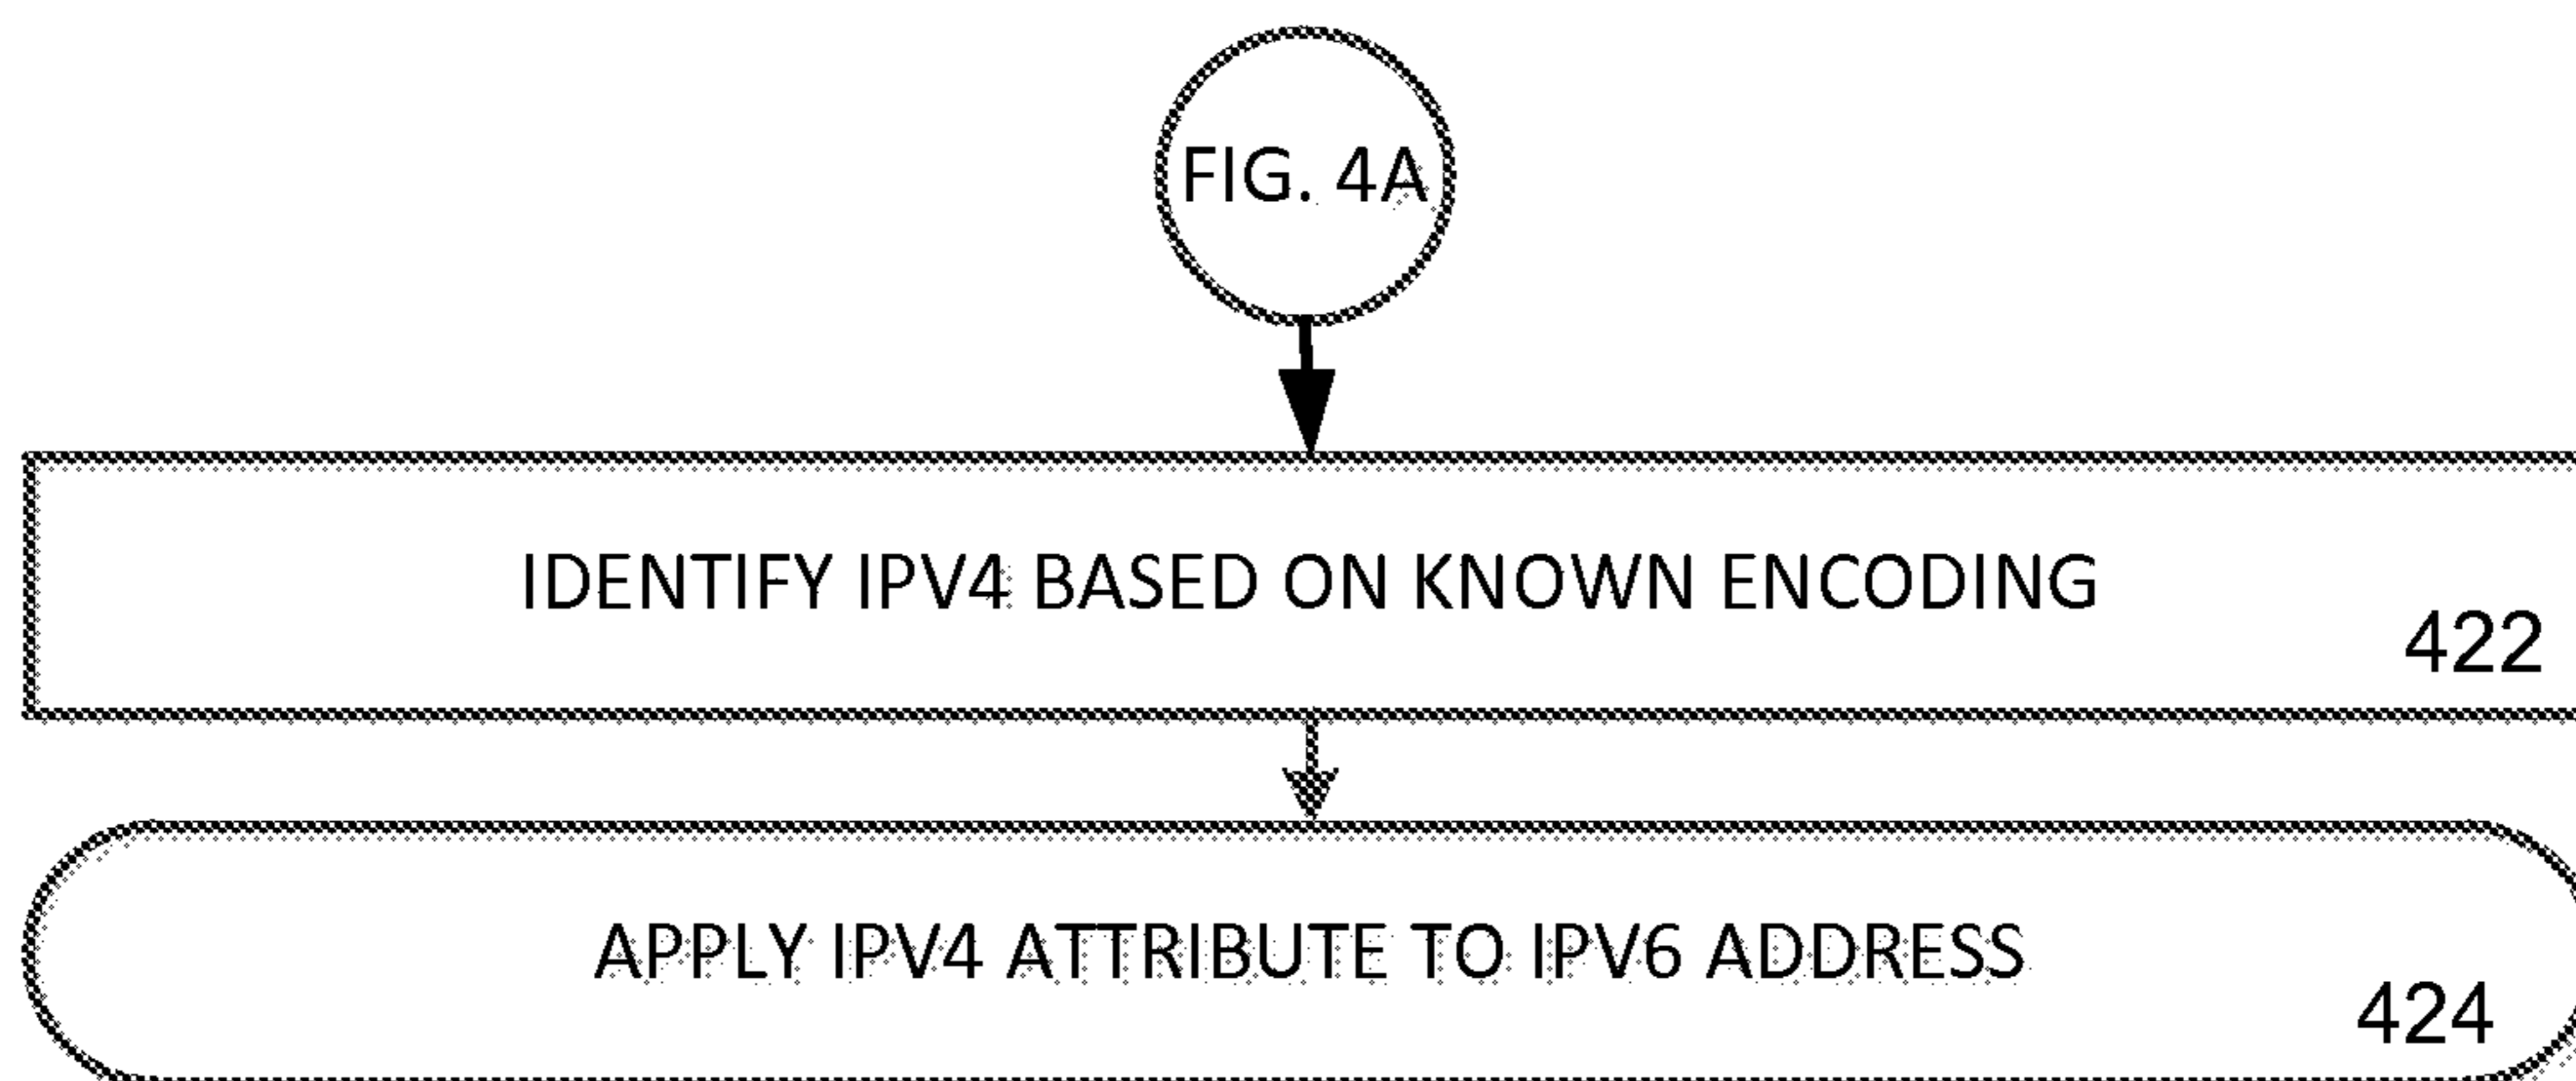 FIG. 4A
IDENTIFY IPV4 BASED ON KNOWN ENCODING
422
APPLY IPV4 ATTRIBUTE TO IPV6 ADDRESS
424